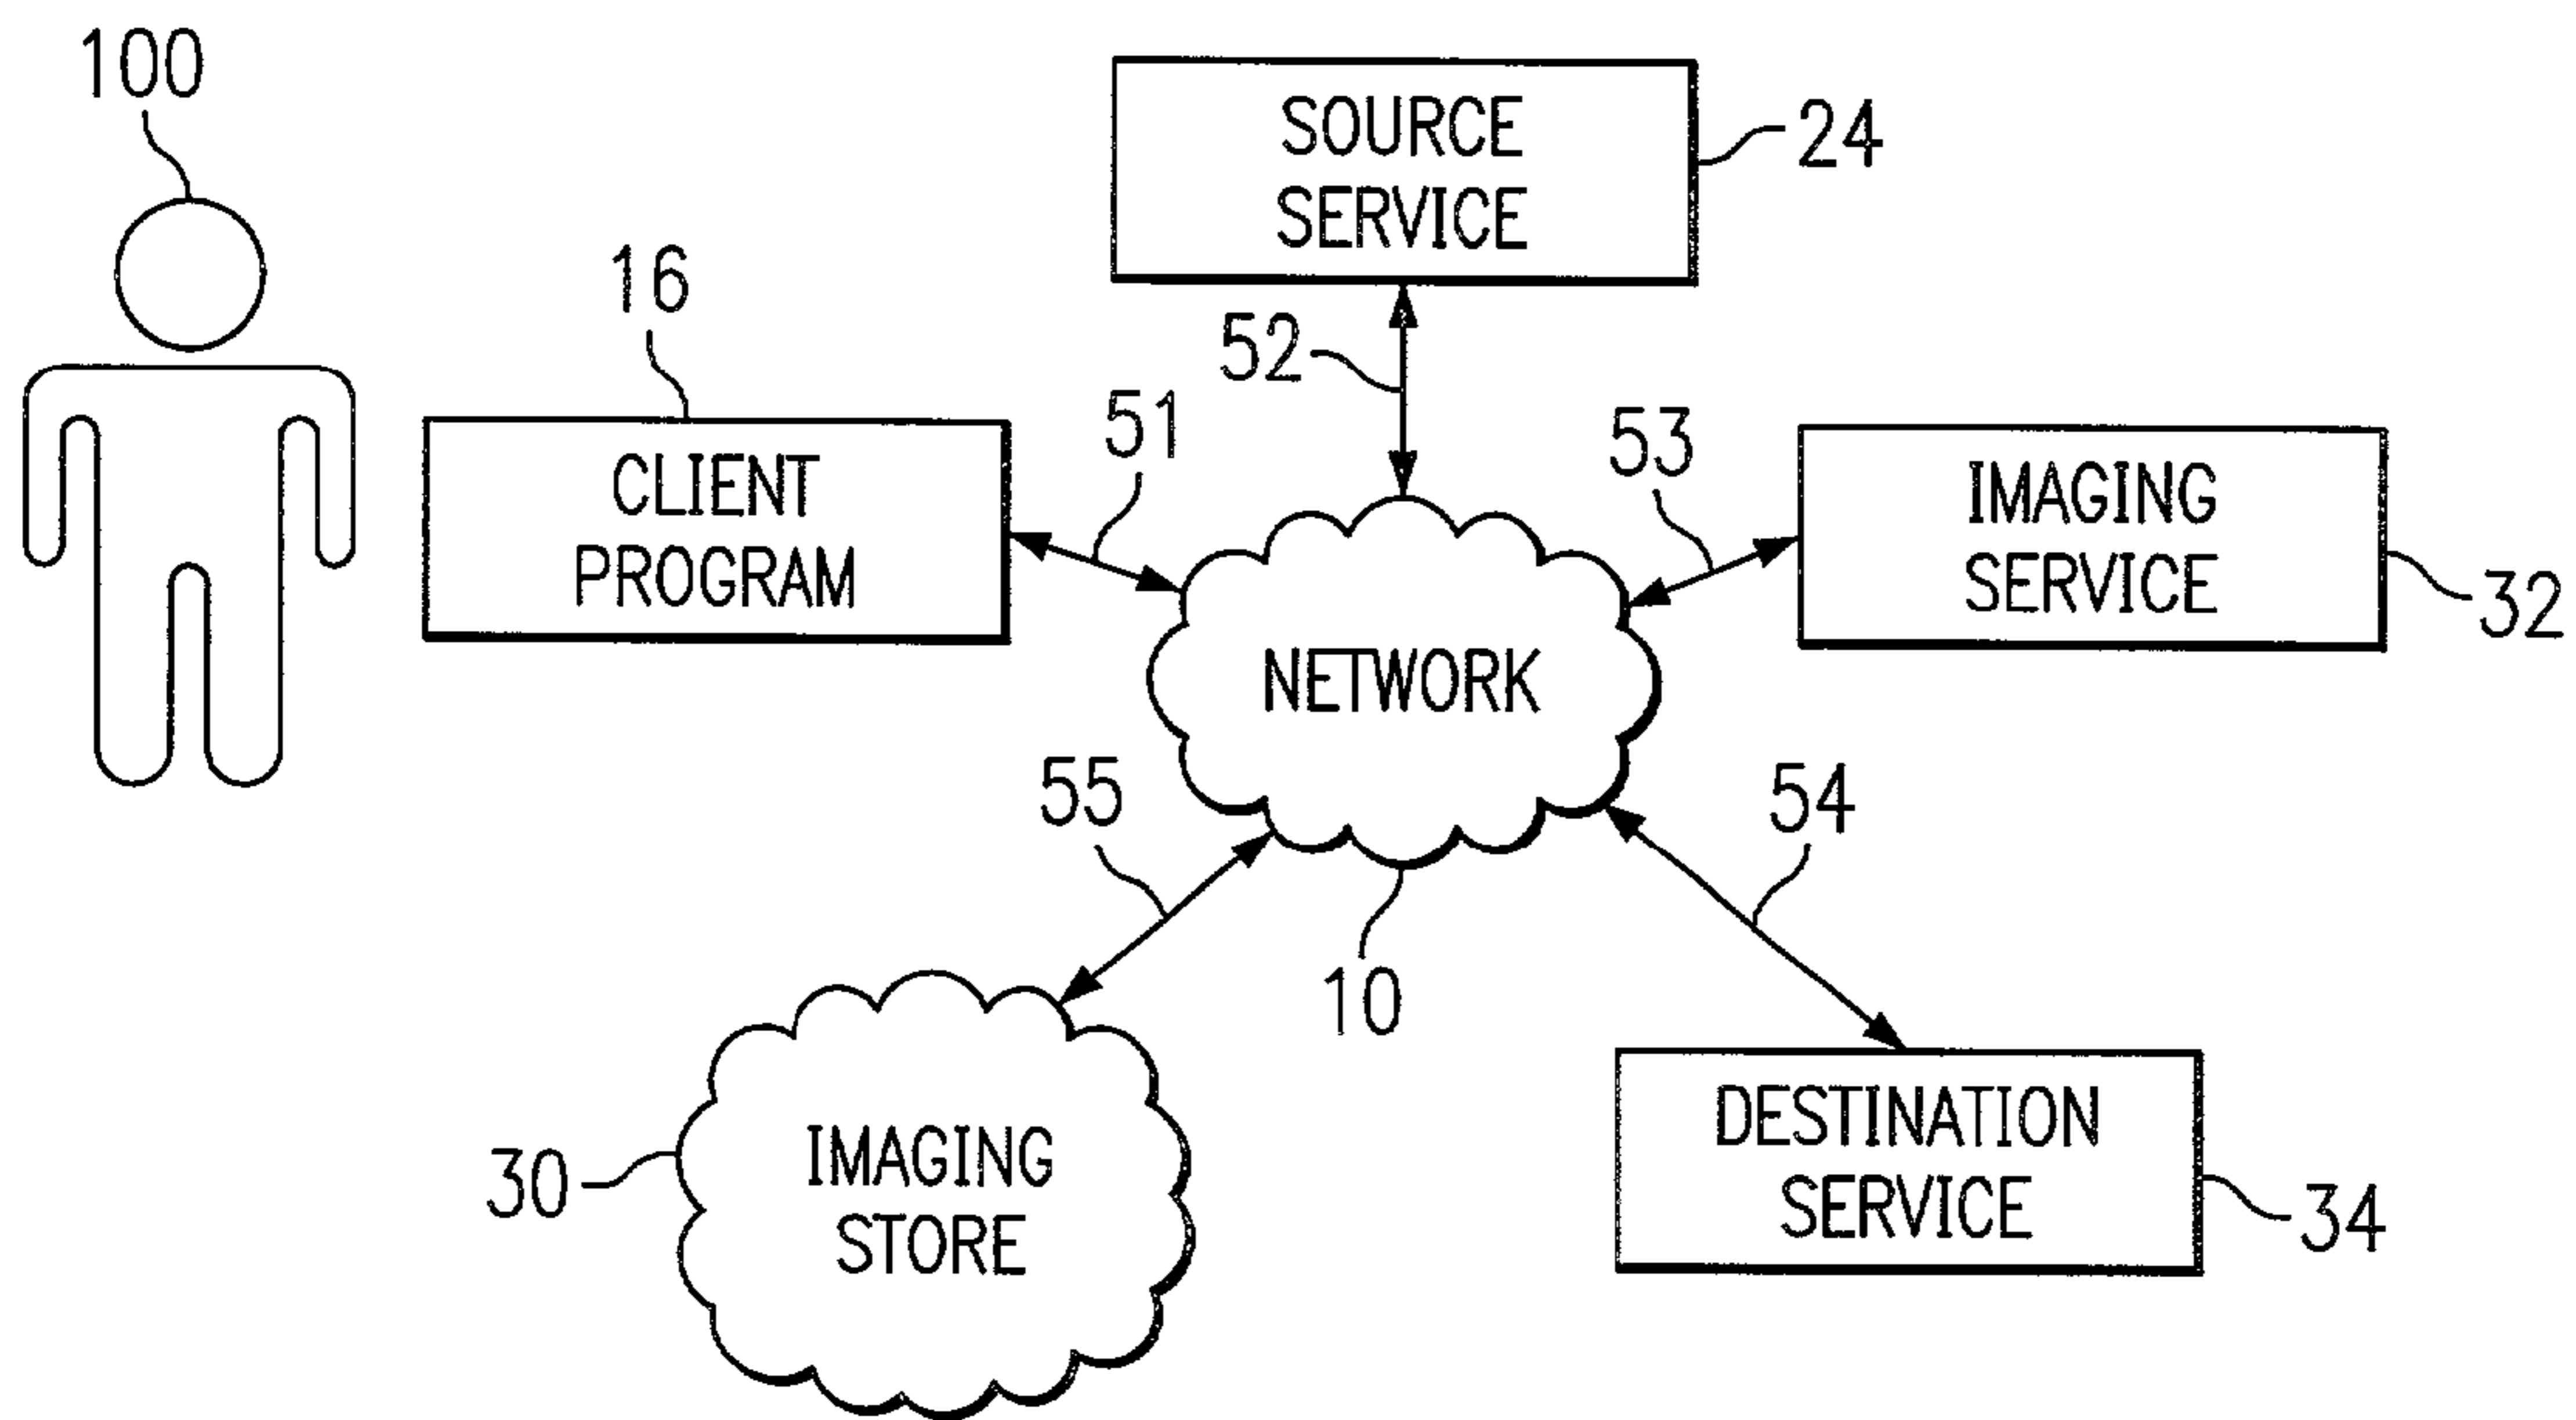 100
SOURCE
SERVICE
24
16
52
51
53
CLIENT
PROGRAM
IMAGING
SERVICE
32
NETWORK
55
54
10
30
IMAGING
STORE
DESTINATION
SERVICE
34